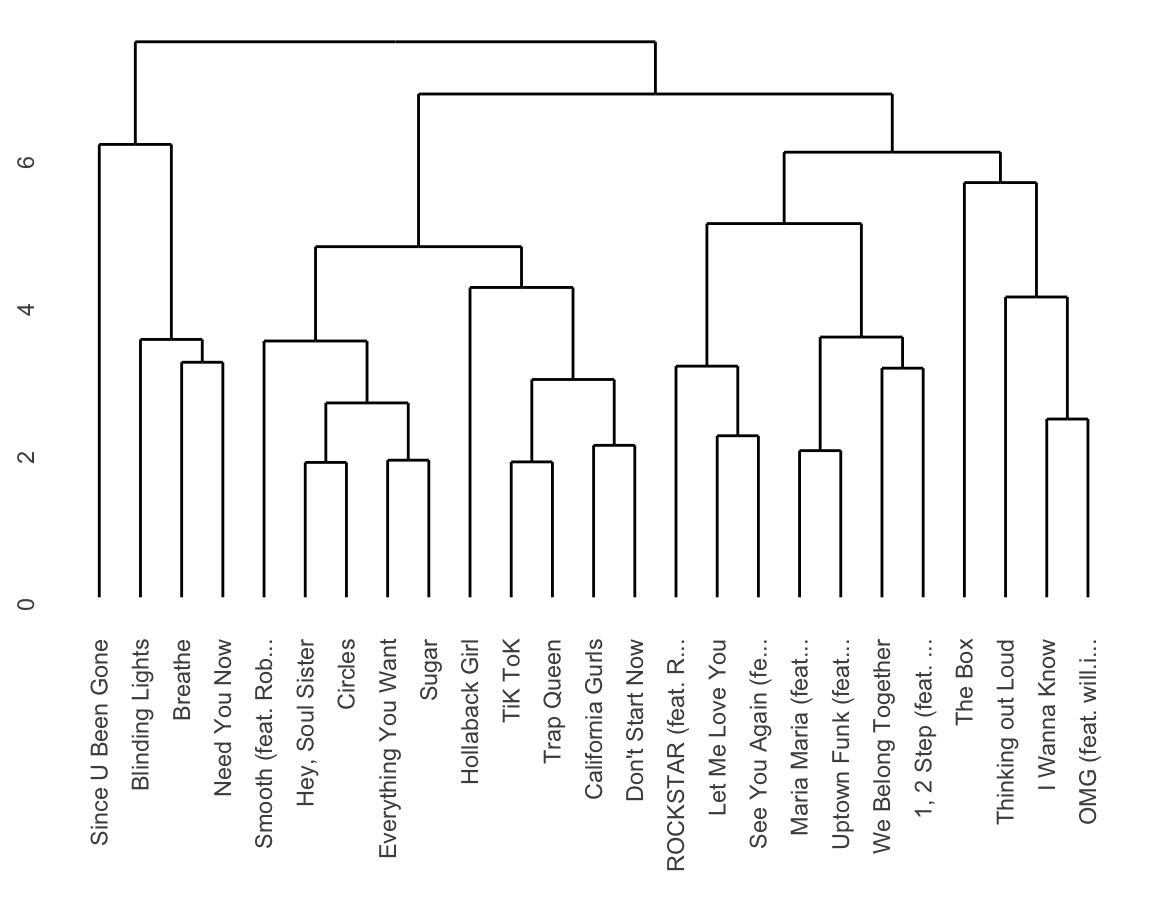 6
4
2
0
Since U Been Gone
Blinding Lights
Breathe
Need You Now
Smooth (feat. Rob...
Hey, Soul Sister
Circles
Everything You Want
Sugar
Hollaback Girl
TiK ToK
Trap Queen
California Gurls
Don't Start Now
ROCKSTAR (feat. R...
Let Me Love You
See You Again (fe...
Maria Maria (feat...
Uptown Funk (feat...
We Belong Together
1, 2 Step (feat. ...
The Box
Thinking out Loud
I Wanna Know
OMG (feat. will.i...